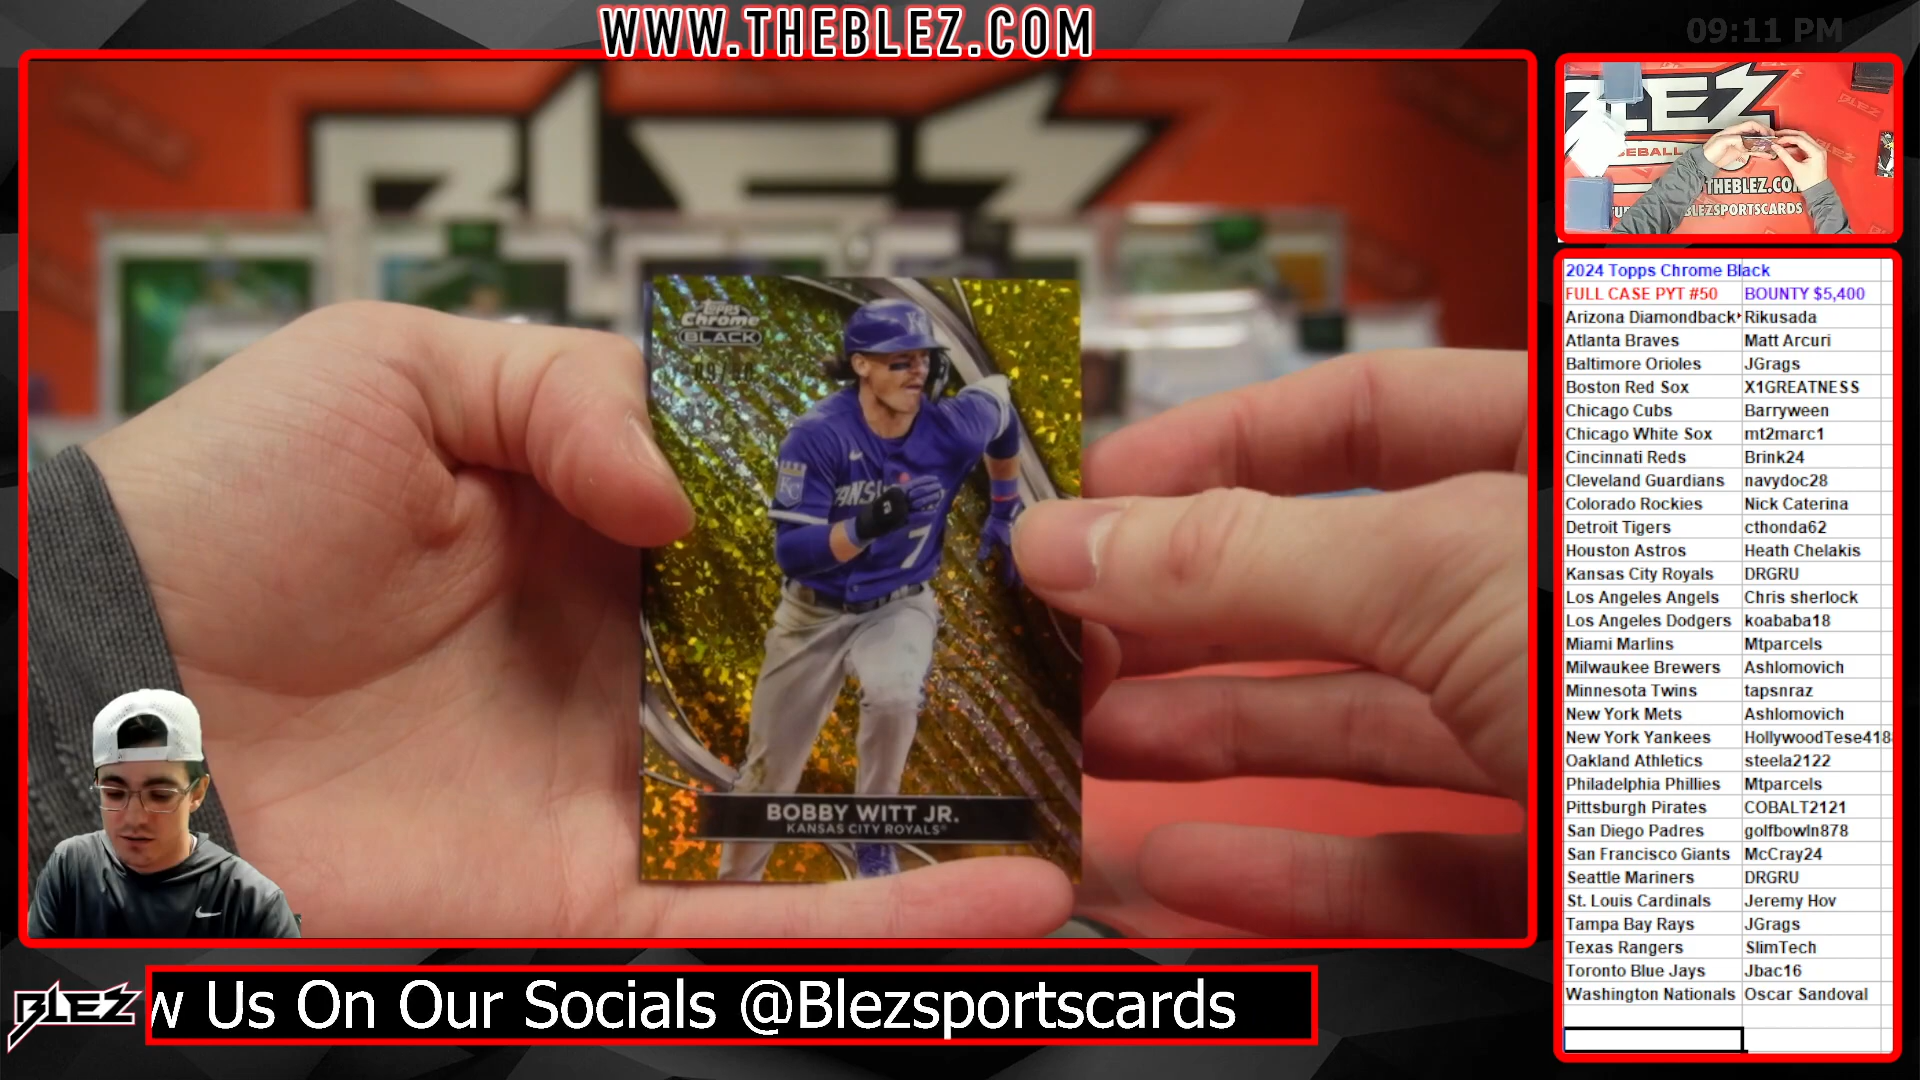 WWW.THEBLEZ.COM
09:11 PM
BLEZ
Topps
Chrome
BLACK
KC
7
BOBBY WITT JR.
KANSAS CITY ROYALS
BLEZ
w Us On Our Socials @Blezsportscards
THEBLEZ.CO
BLEZSPORTSCARDS
2024 Topps Chrome Black
FULL CASE PYT #50 BOUNTY $5,400
Arizona Diamondback Rikusada
Atlanta Braves Matt Arcuri
Baltimore Orioles JGrags
Boston Red Sox X1GREATNESS
Chicago Cubs Barryween
Chicago White Sox mt2marc1
Cincinnati Reds Brink24
Cleveland Guardians navydoc28
Colorado Rockies Nick Caterina
Detroit Tigers cthonda62
Houston Astros Heath Chelakis
Kansas City Royals DRGRU
Los Angeles Angels Chris sherlock
Los Angeles Dodgers koababa18
Miami Marlins Mtparcels
Milwaukee Brewers Ashlomovich
Minnesota Twins tapsnraz
New York Mets Ashlomovich
New York Yankees HollywoodTese418
Oakland Athletics steela2122
Philadelphia Phillies Mtparcels
Pittsburgh Pirates COBALT2121
San Diego Padres golfbowln878
San Francisco Giants McCray24
Seattle Mariners DRGRU
St. Louis Cardinals Jeremy Hov
Tampa Bay Rays JGrags
Texas Rangers SlimTech
Toronto Blue Jays Jbac16
Washington Nationals Oscar Sandoval